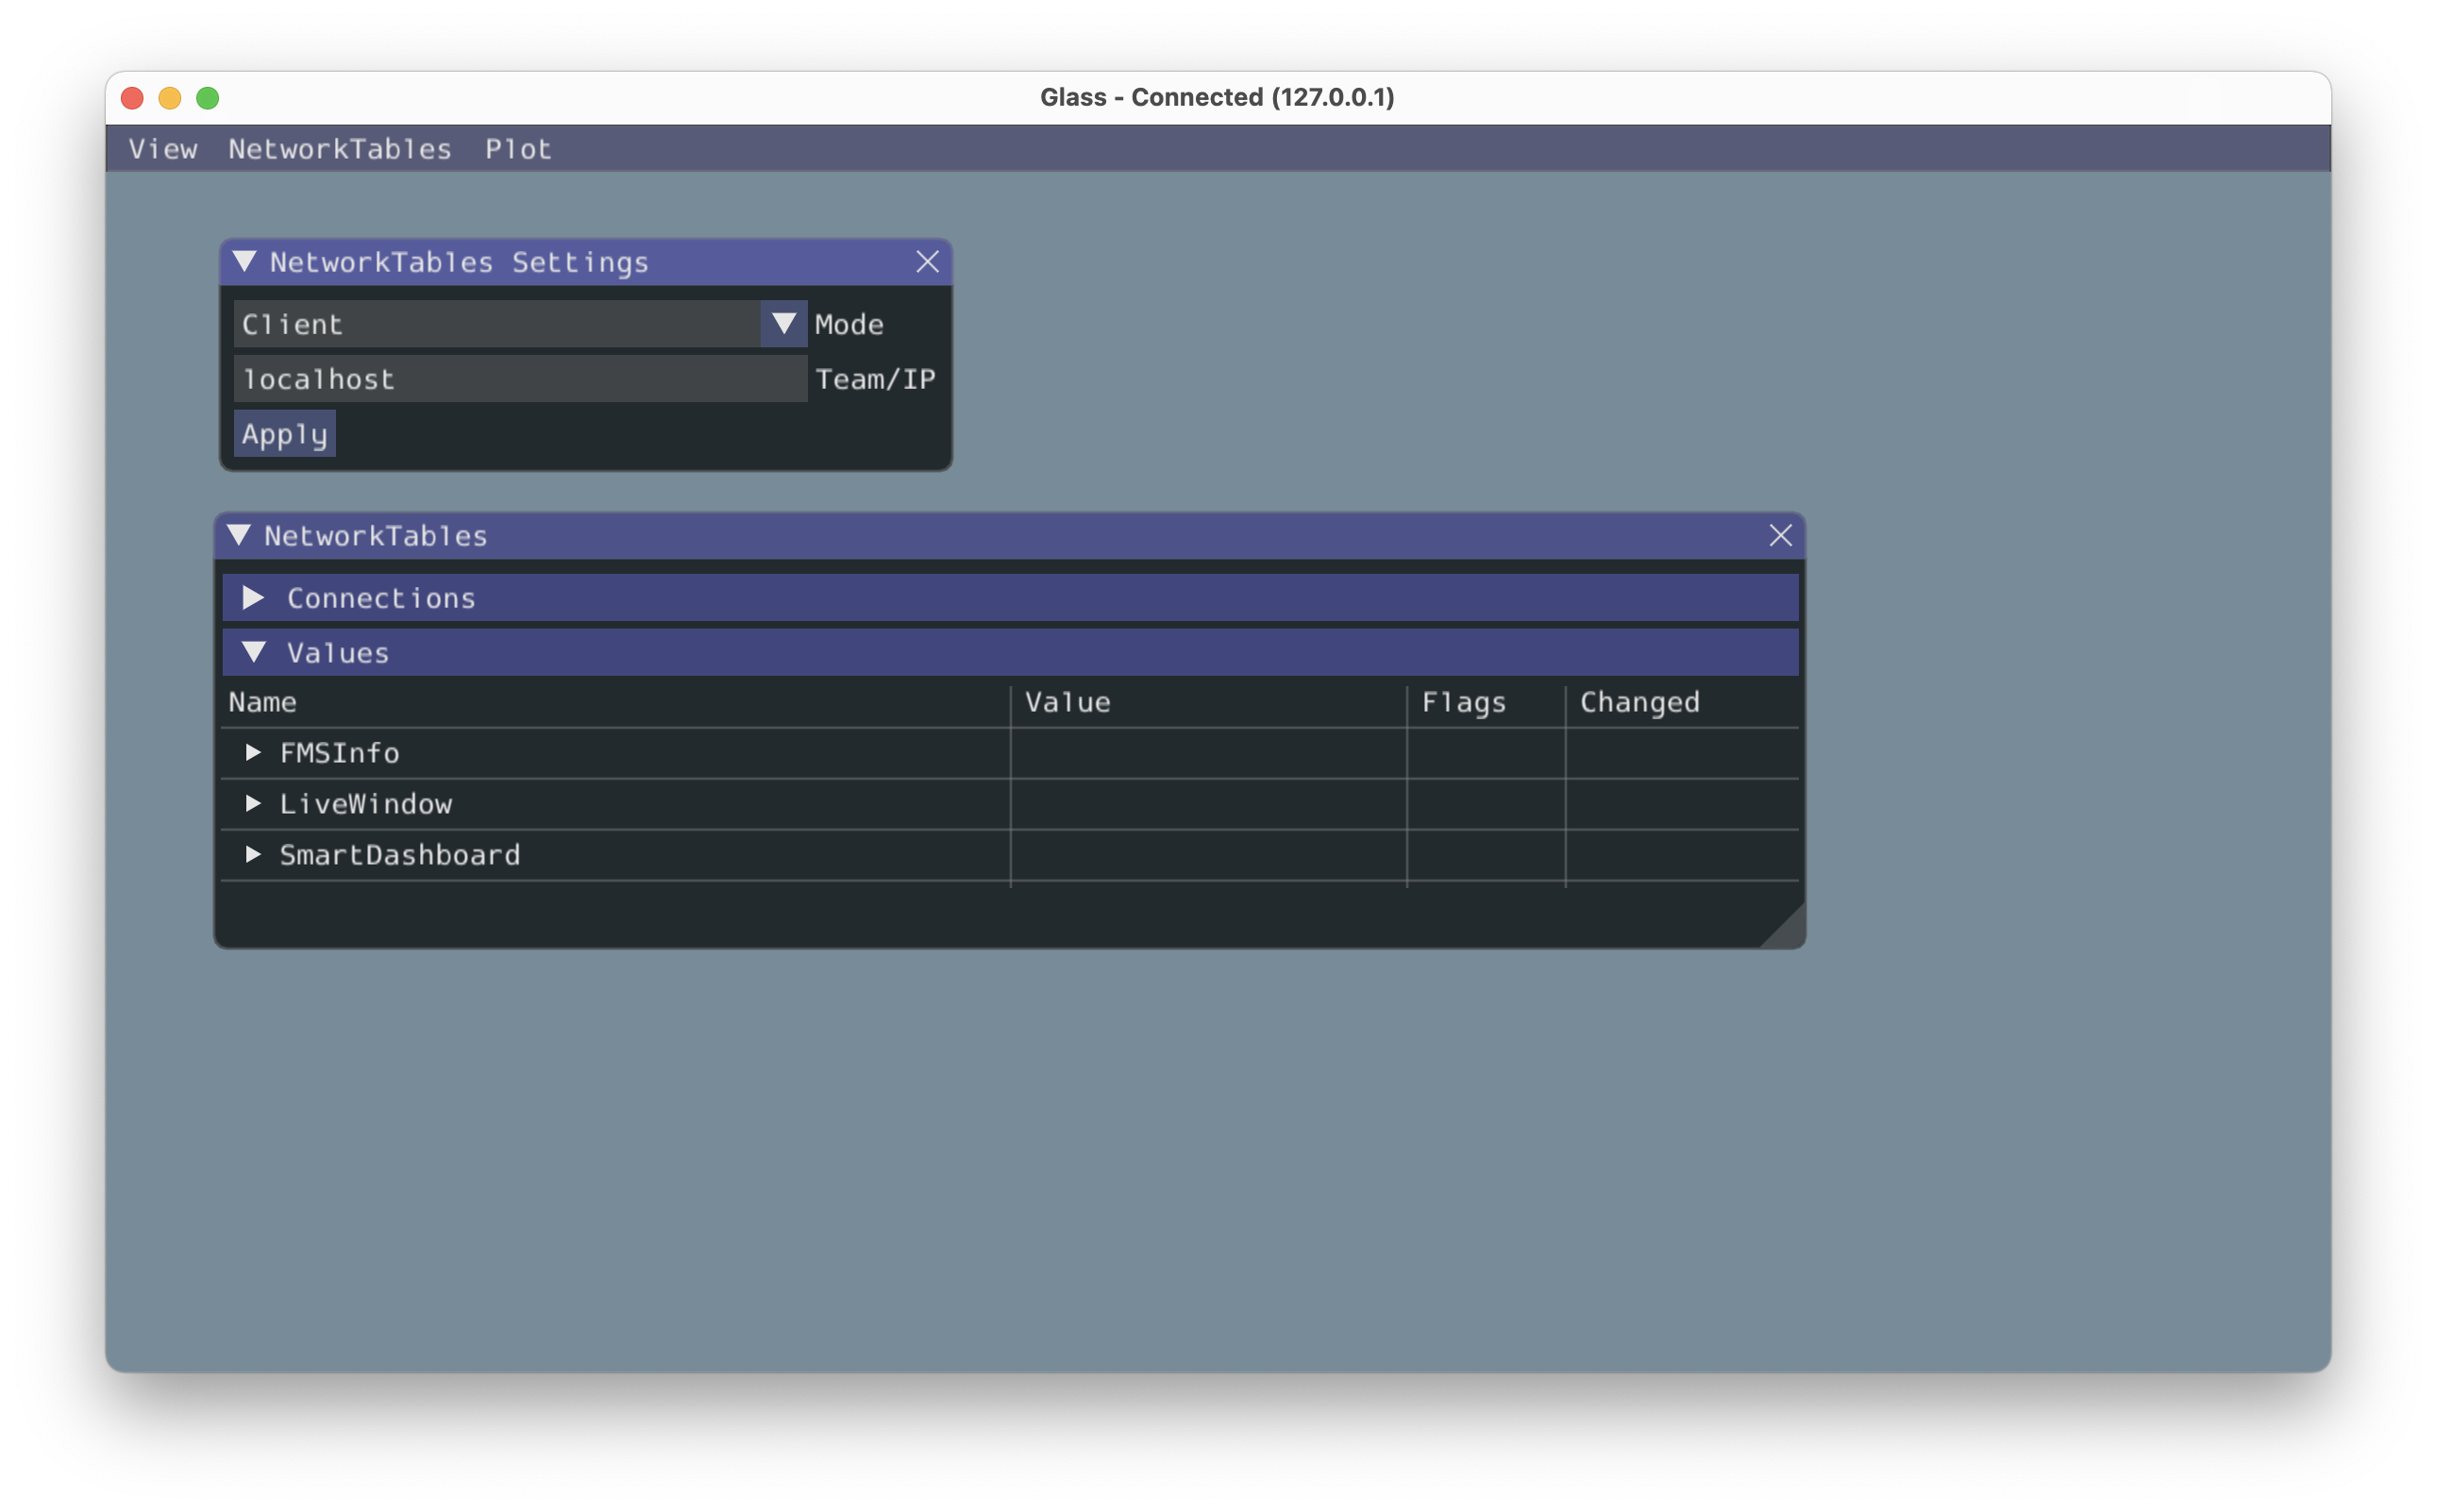 Glass - Connected (127.0.0.1)
View NetworkTables Plot
NetworkTables Settings
Client Mode
localhost Team/IP
Apply
NetworkTables
Connections
Values
Name Value Flags Changed
FMSInfo
LiveWindow
SmartDashboard